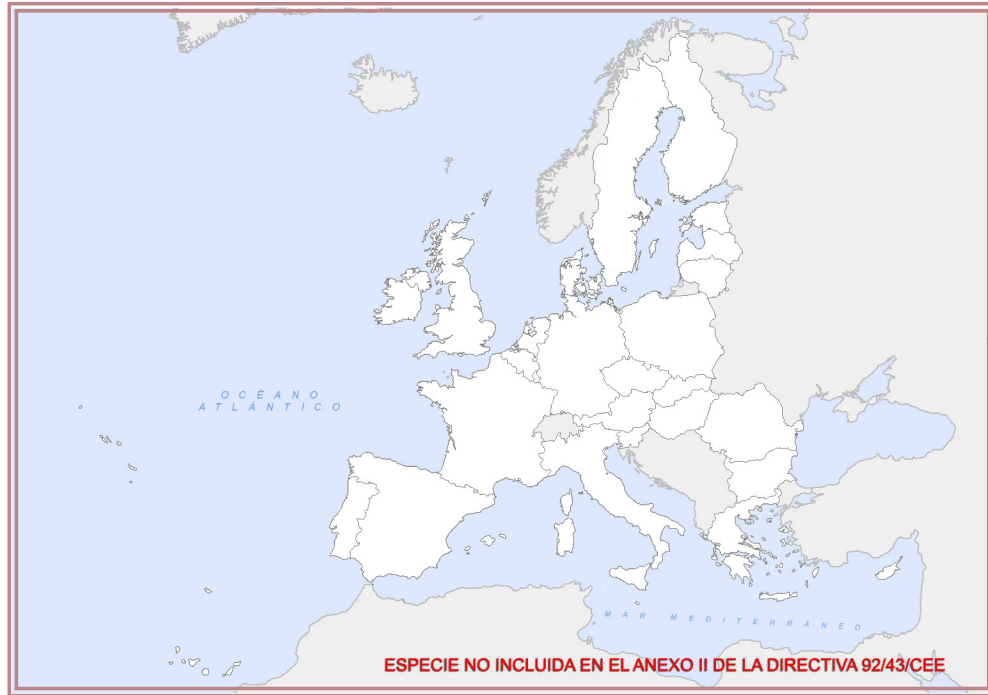 OCÉANO
ATLÁNTICO
MAR MEDITERRÁNEO
ESPECIE NO INCLUIDA EN EL ANEXO II DE LA DIRECTIVA 92/43/CEE